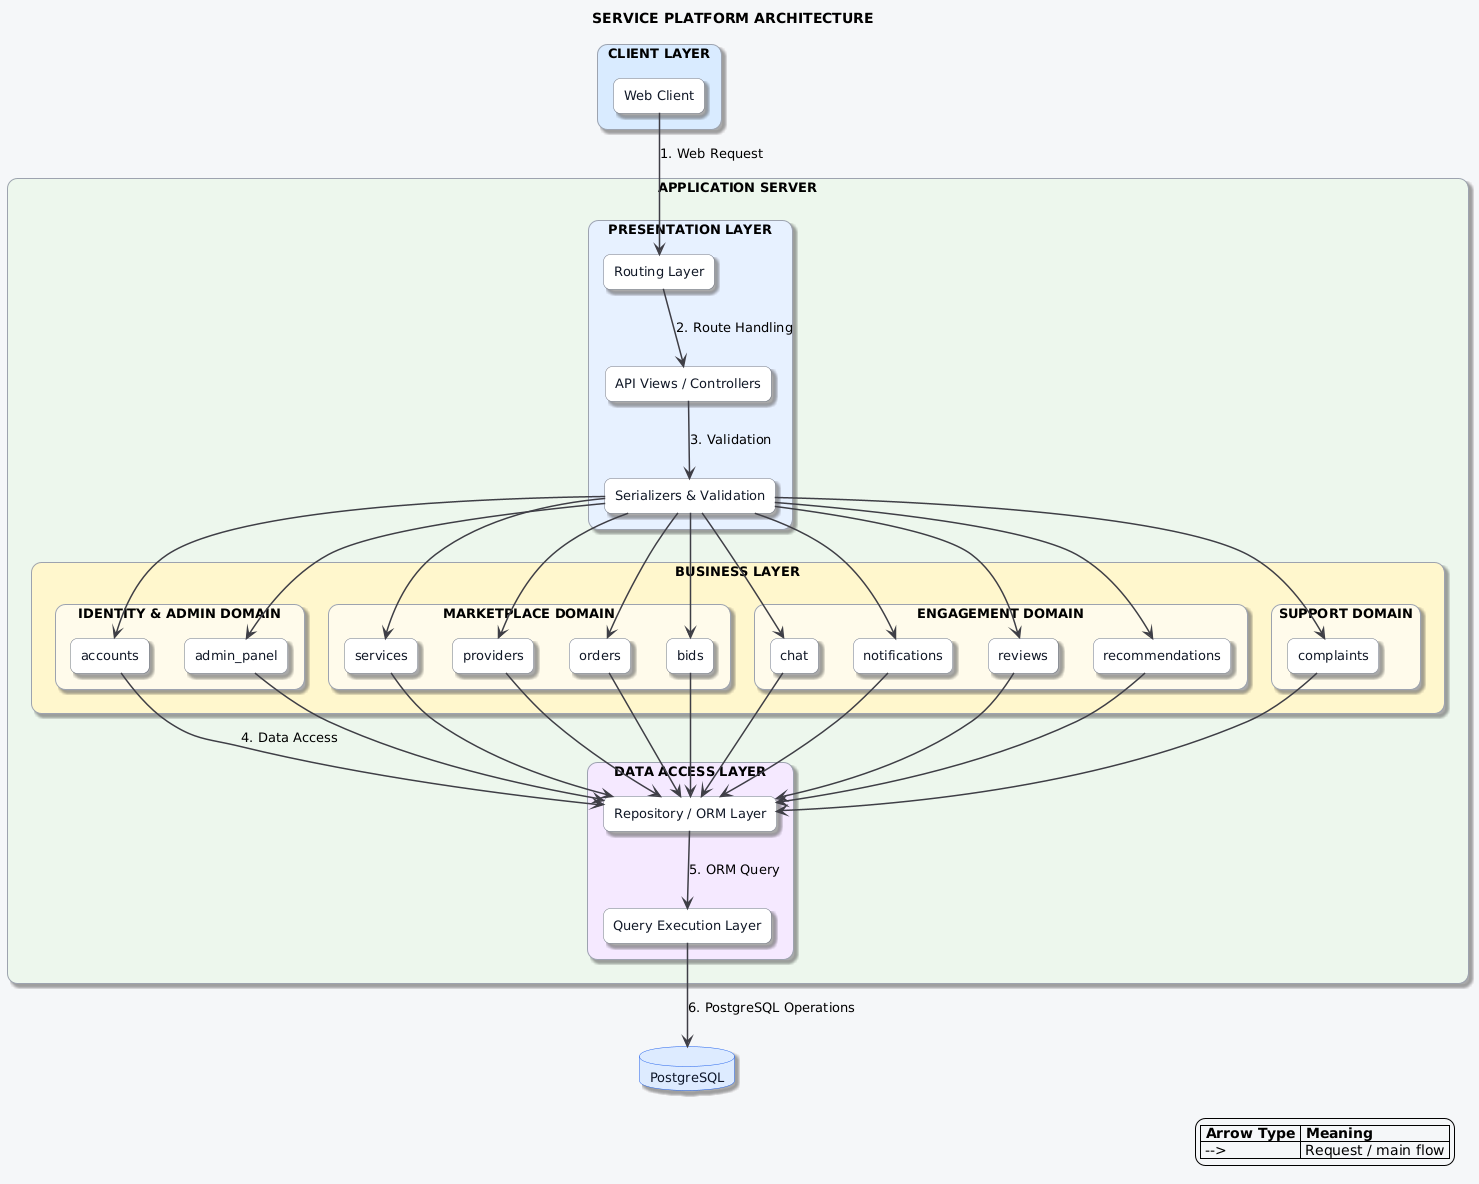 SERVICE PLATFORM ARCHITECTURE
CLIENT LAYER
Web Client
1. Web Request
APPLICATION SERVER
PRESENTATION LAYER
Routing Layer
2. Route Handling
API Views / Controllers
3. Validation
Serializers & Validation
BUSINESS LAYER
IDENTITY & ADMIN DOMAIN
accounts
admin_panel
MARKETPLACE DOMAIN
services
providers
orders
bids
ENGAGEMENT DOMAIN
chat
notifications
reviews
recommendations
SUPPORT DOMAIN
complaints
4. Data Access
DATA ACCESS LAYER
Repository / ORM Layer
5. ORM Query
Query Execution Layer
6. PostgreSQL Operations
PostgreSQL
Arrow Type Meaning
--> Request / main flow